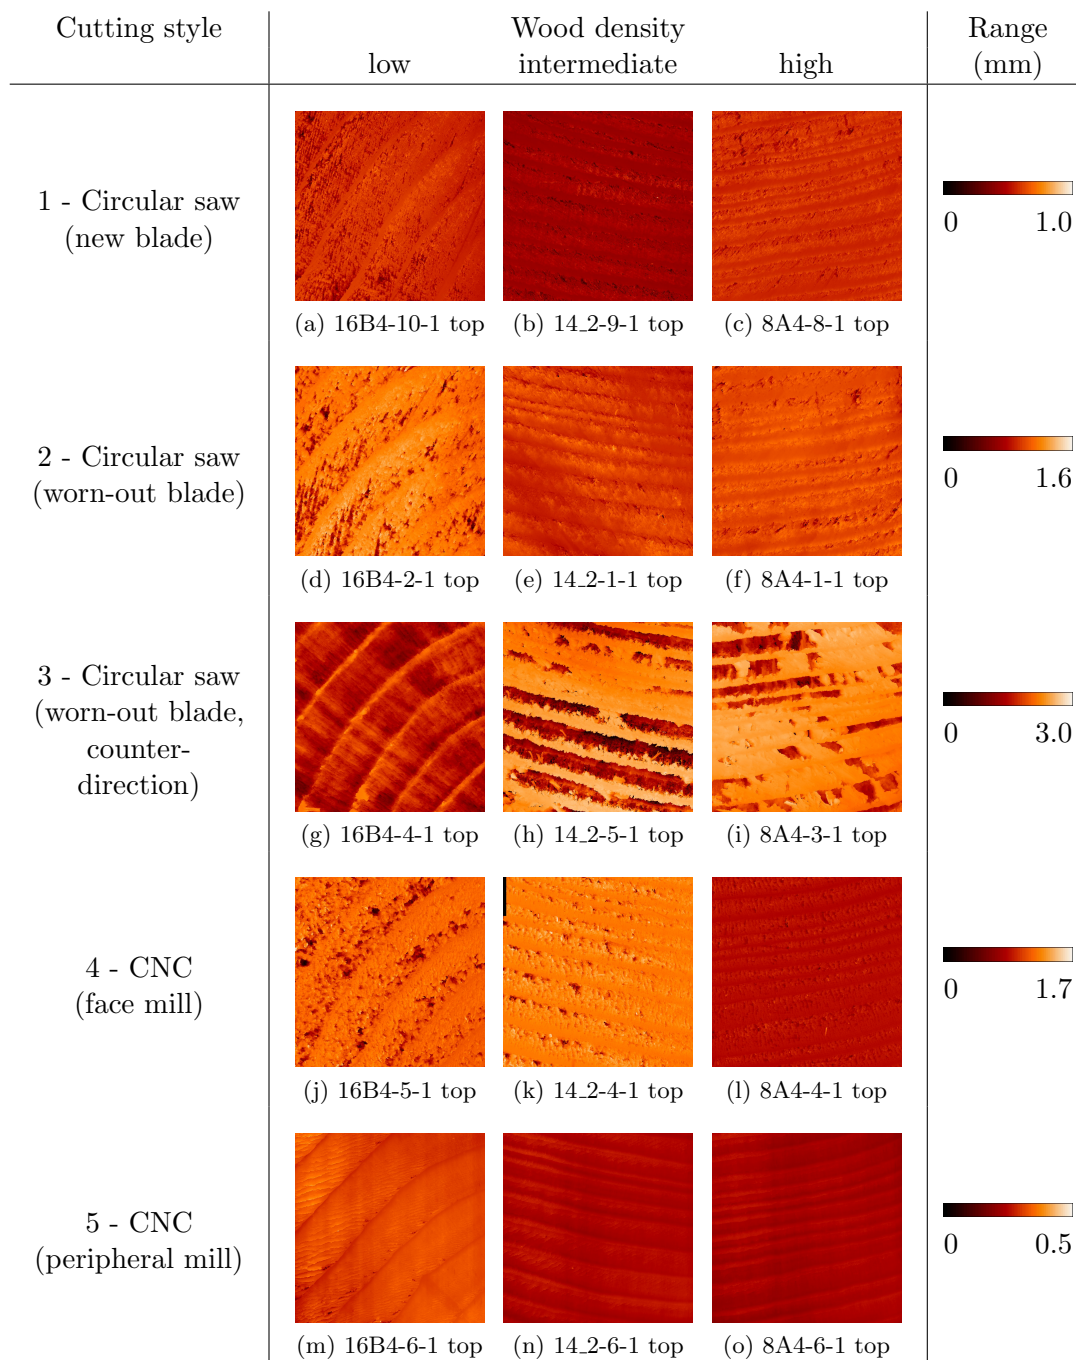 Cutting style Wood density Range
low intermediate high (mm)
1 - Circular saw
(new blade)
0 1.0
(a) 16B4-10-1 top (b) 14_2-9-1 top (c) 8A4-8-1 top
2 - Circular saw
(worn-out blade)
0 1.6
(d) 16B4-2-1 top (e) 14_2-1-1 top (f) 8A4-1-1 top
3 - Circular saw
(worn-out blade,
counter-
direction)
0 3.0
(g) 16B4-4-1 top (h) 14_2-5-1 top (i) 8A4-3-1 top
4 - CNC
(face mill)
0 1.7
(j) 16B4-5-1 top (k) 14_2-4-1 top (l) 8A4-4-1 top
5 - CNC
(peripheral mill)
0 0.5
(m) 16B4-6-1 top (n) 14_2-6-1 top (o) 8A4-6-1 top